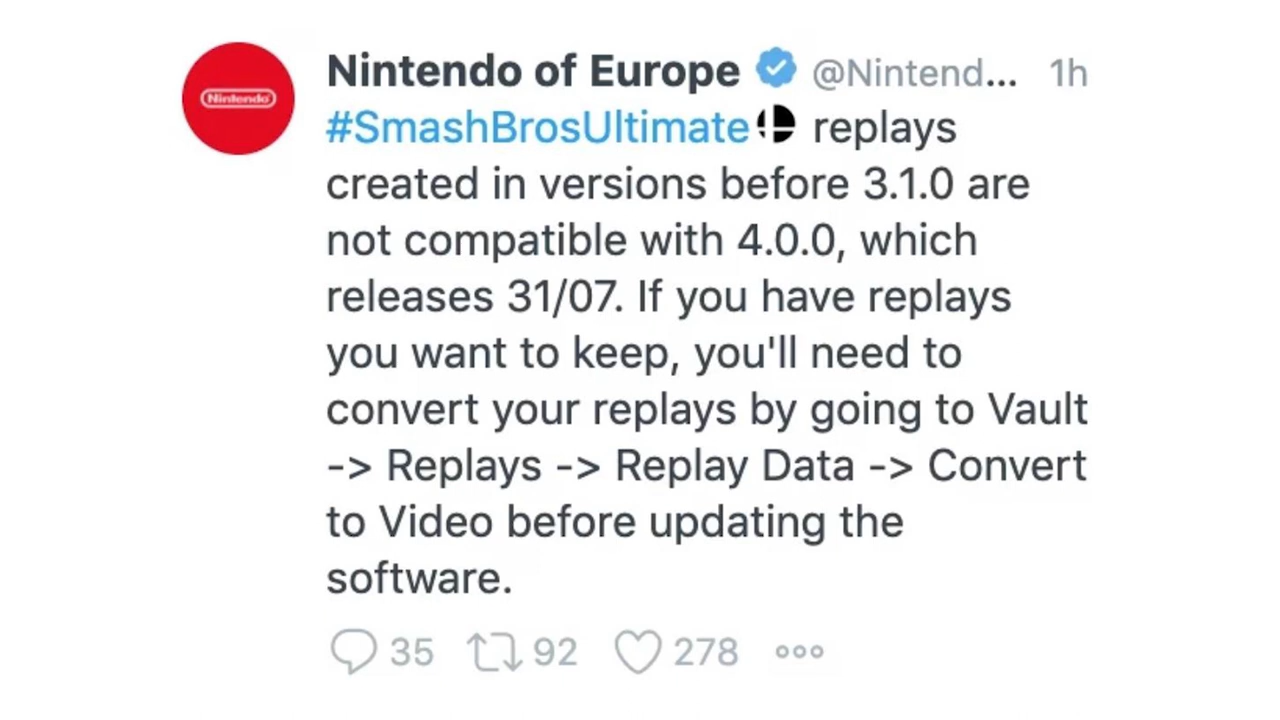 Nintendo
Nintendo of Europe @Nintend... 1h
#SmashBrosUltimate replays
created in versions before 3.1.0 are
not compatible with 4.0.0, which
releases 31/07. If you have replays
you want to keep, you'll need to
convert your replays by going to Vault
-> Replays -> Replay Data -> Convert
to Video before updating the
software.
35 92 278